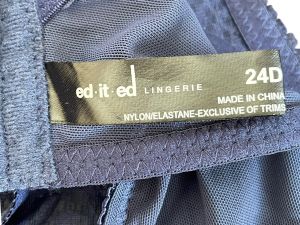 ed·it·ed LINGERIE
24D
MADE IN CHINA
NYLON/ELASTANE-EXCLUSIVE OF TRIMS